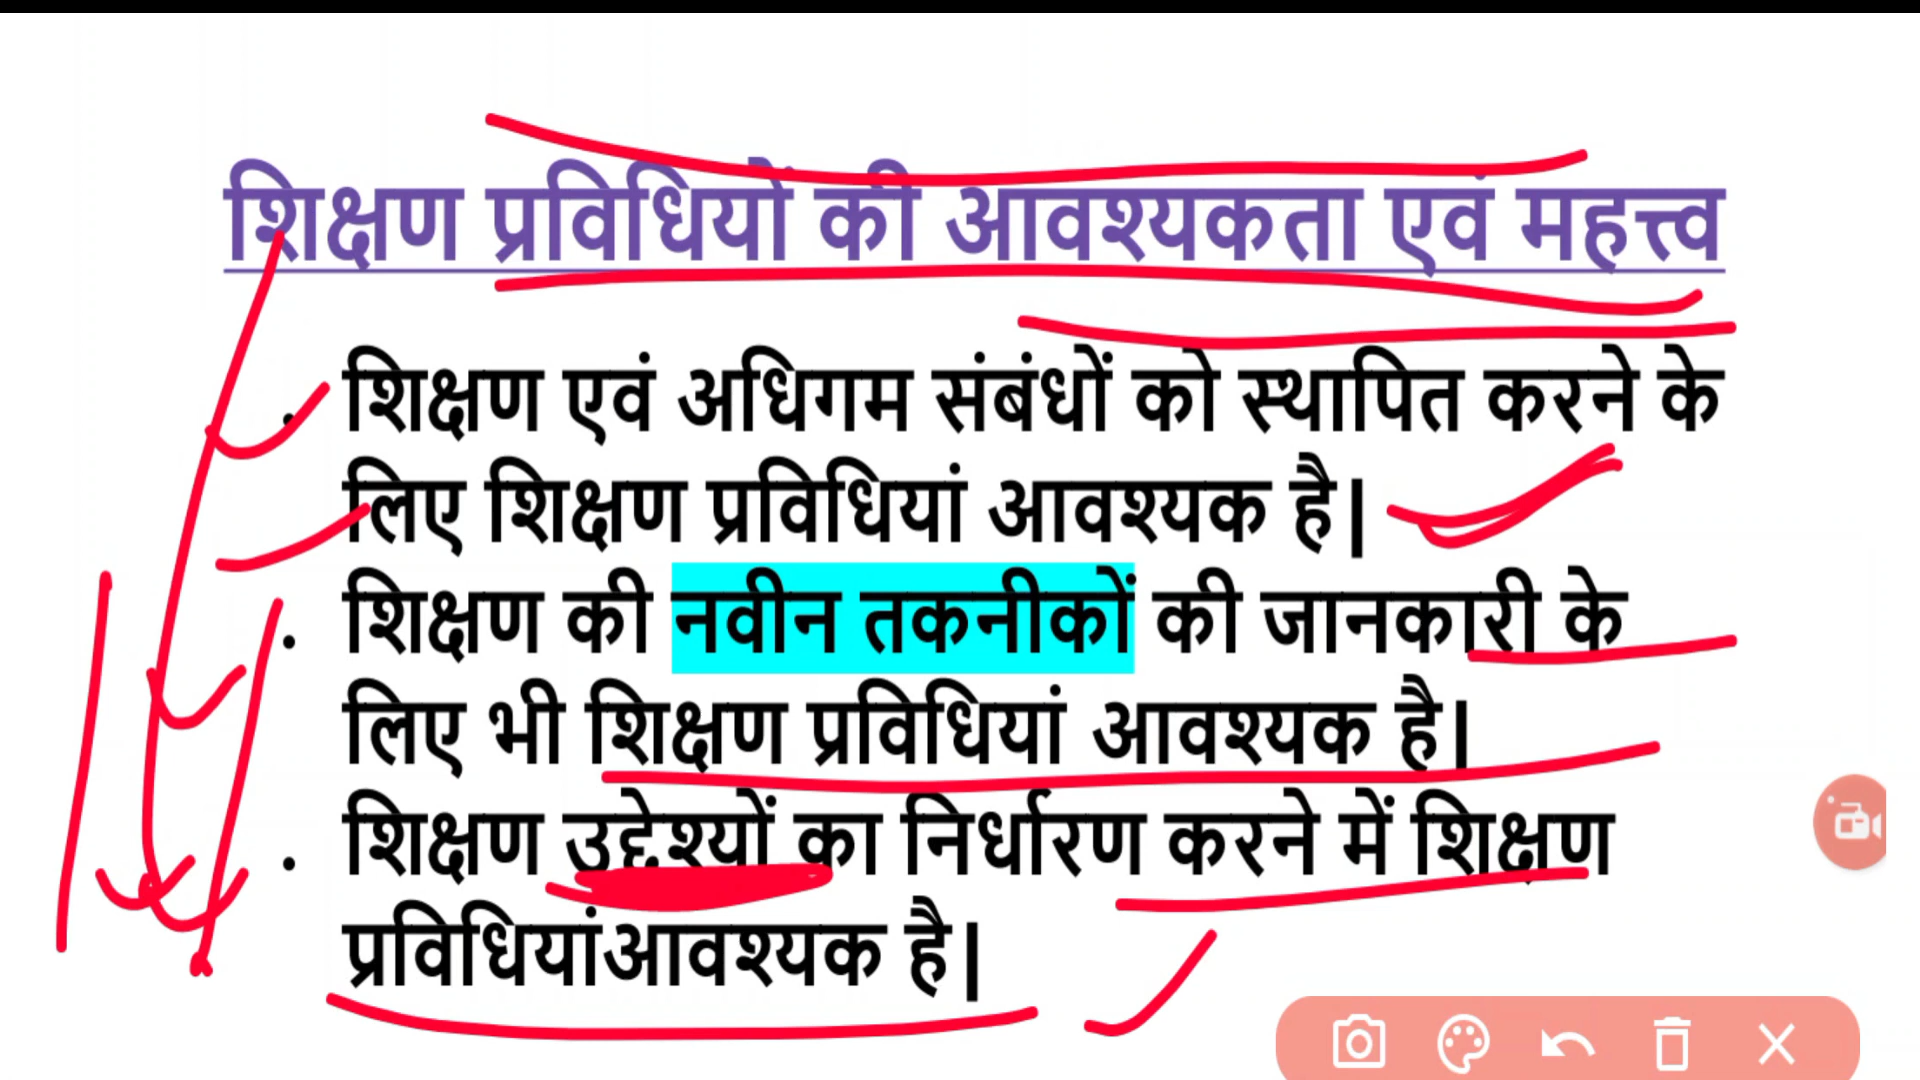 शिक्षण प्रविधियों की आवश्यकता एवं महत्त्व
. शिक्षण एवं अधिगम संबंधों को स्थापित करने के
लिए शिक्षण प्रविधियां आवश्यक है|
. शिक्षण की नवीन तकनीकों की जानकारी के
लिए भी शिक्षण प्रविधियां आवश्यक है|
. शिक्षण उद्देश्यों का निर्धारण करने में शिक्षण
प्रविधियांआवश्यक है|